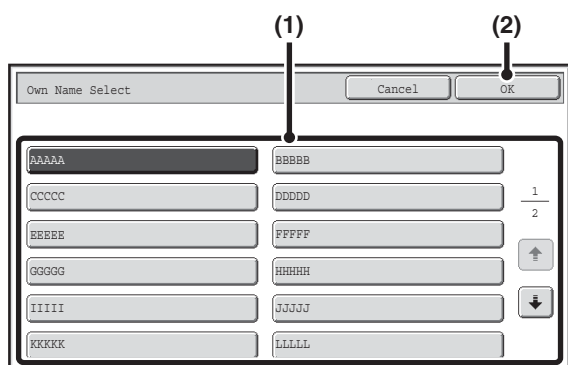 (1) (2)
Own Name Select Cancel OK
AAAAA BBBBB
CCCCC DDDDD
1
2
EEEEE FFFFF
GGGGG HHHHH
IIIII JJJJJ
KKKKK LLLLL